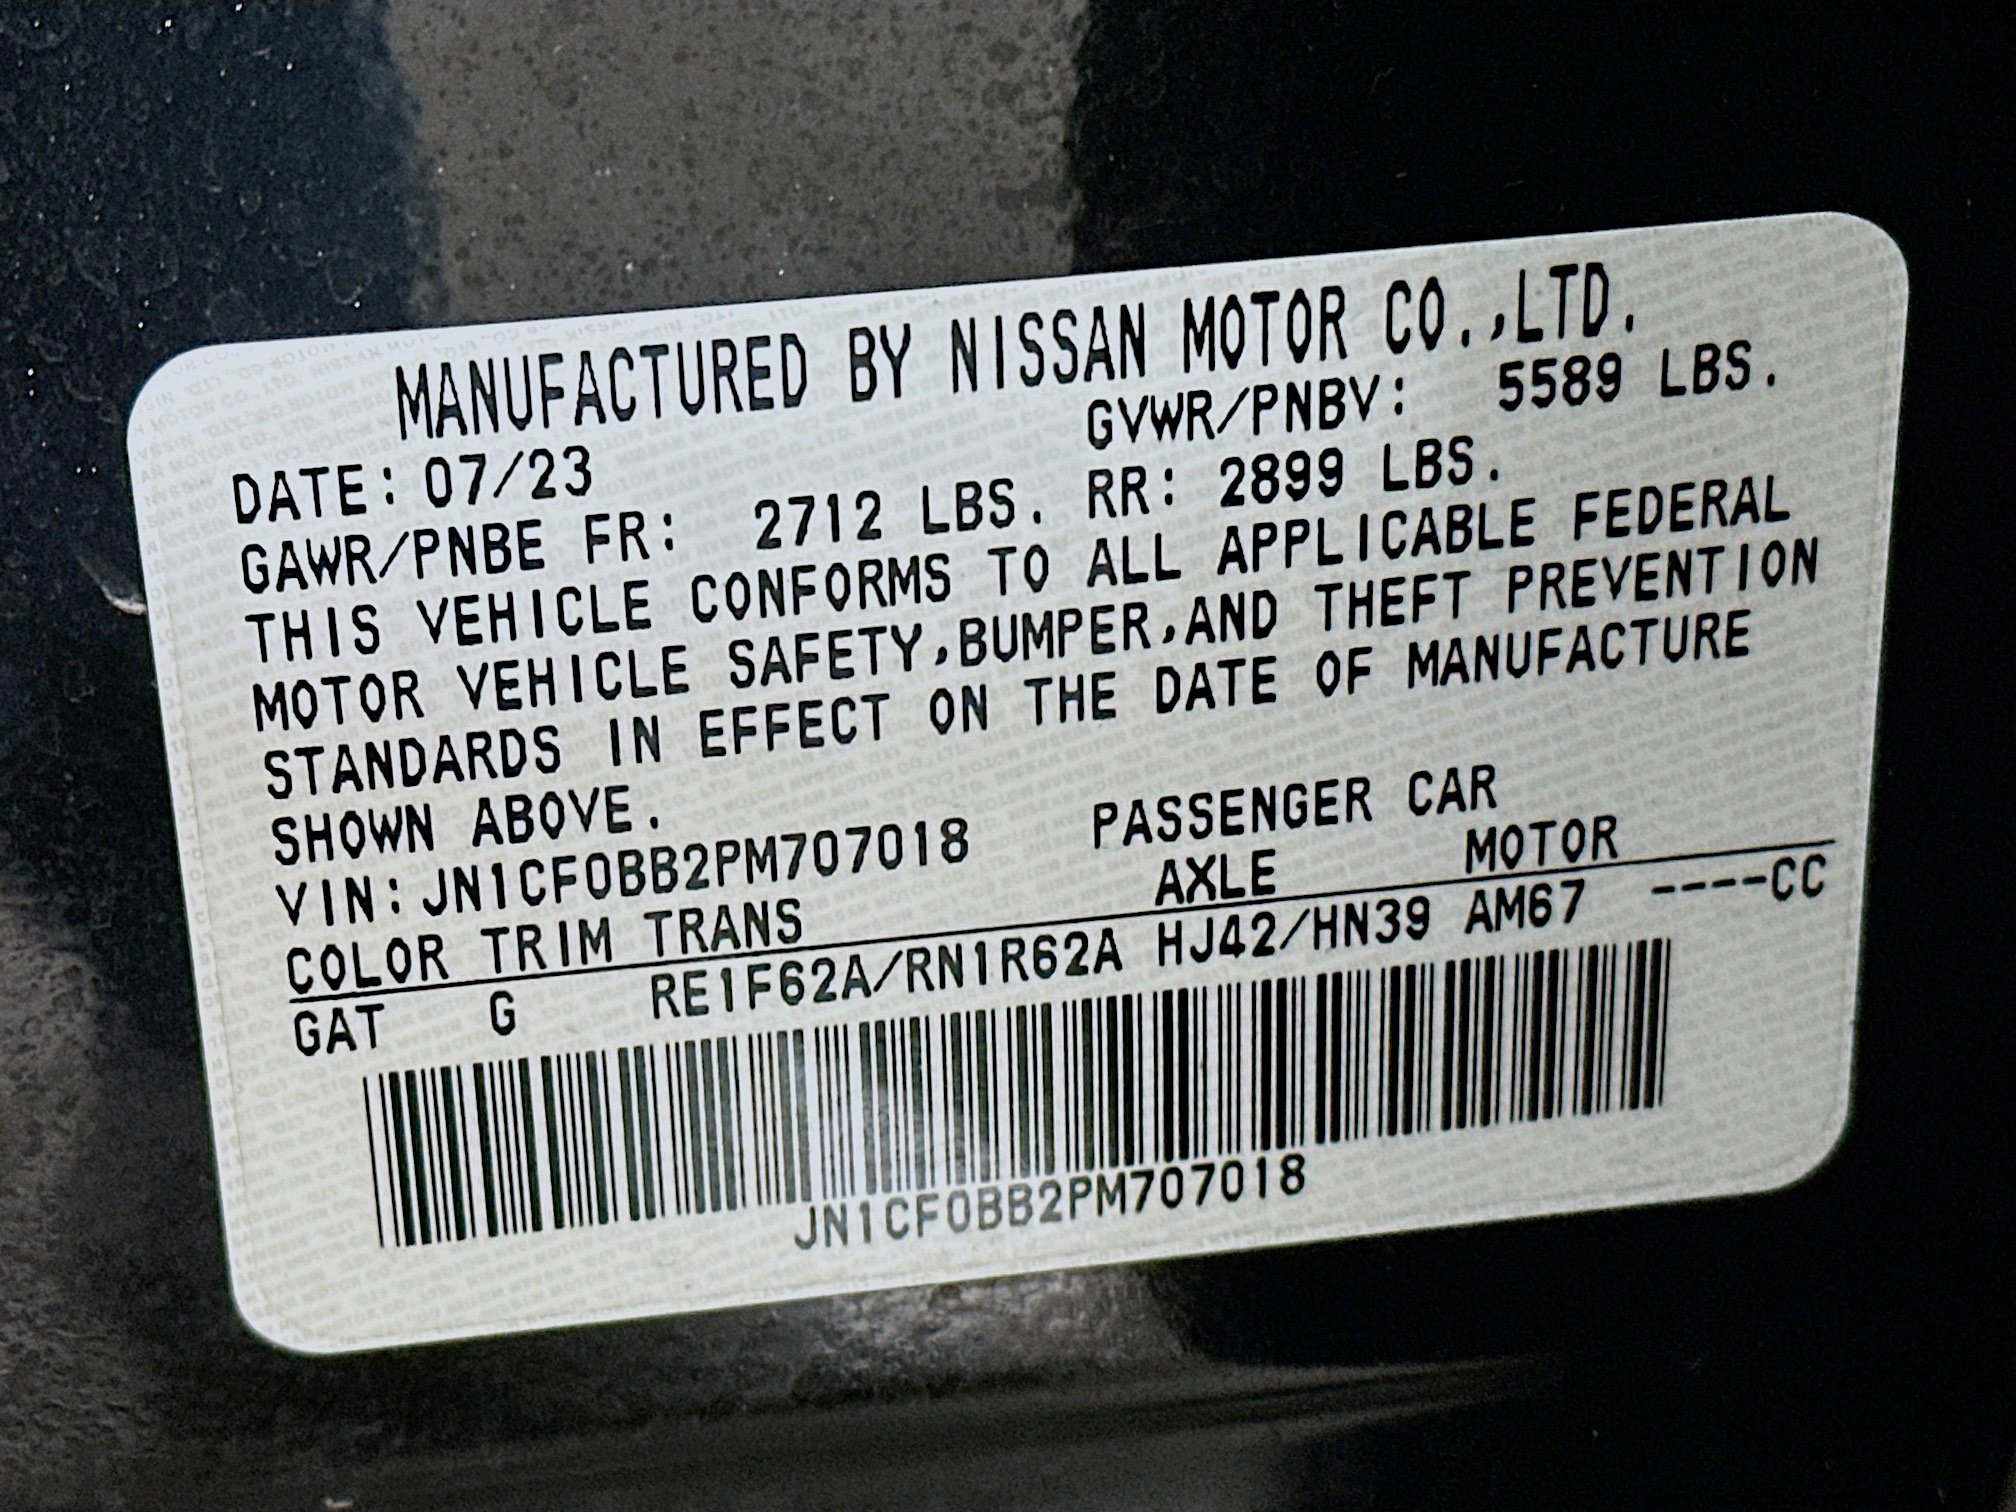 MANUFACTURED BY NISSAN MOTOR CO.,LTD.
DATE: 07/23 GVWR/PNBV: 5589 LBS.
GAWR/PNBE FR: 2712 LBS. RR: 2899 LBS.
THIS VEHICLE CONFORMS TO ALL APPLICABLE FEDERAL
MOTOR VEHICLE SAFETY,BUMPER,AND THEFT PREVENTION
STANDARDS IN EFFECT ON THE DATE OF MANUFACTURE
SHOWN ABOVE.
VIN:JN1CF0BB2PM707018 PASSENGER CAR
COLOR TRIM TRANS AXLE MOTOR
GAT G RE1F62A/RN1R62A HJ42/HN39 AM67 ----CC
JN1CF0BB2PM707018